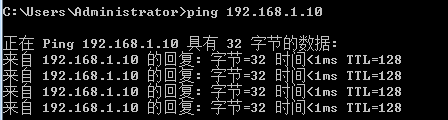 C:\Users\Administrator>ping 192.168.1.10
正在 Ping 192.168.1.10 具有 32 字节的数据:
来自 192.168.1.10 的回复: 字节=32 时间<1ms TTL=128
来自 192.168.1.10 的回复: 字节=32 时间<1ms TTL=128
来自 192.168.1.10 的回复: 字节=32 时间<1ms TTL=128
来自 192.168.1.10 的回复: 字节=32 时间<1ms TTL=128